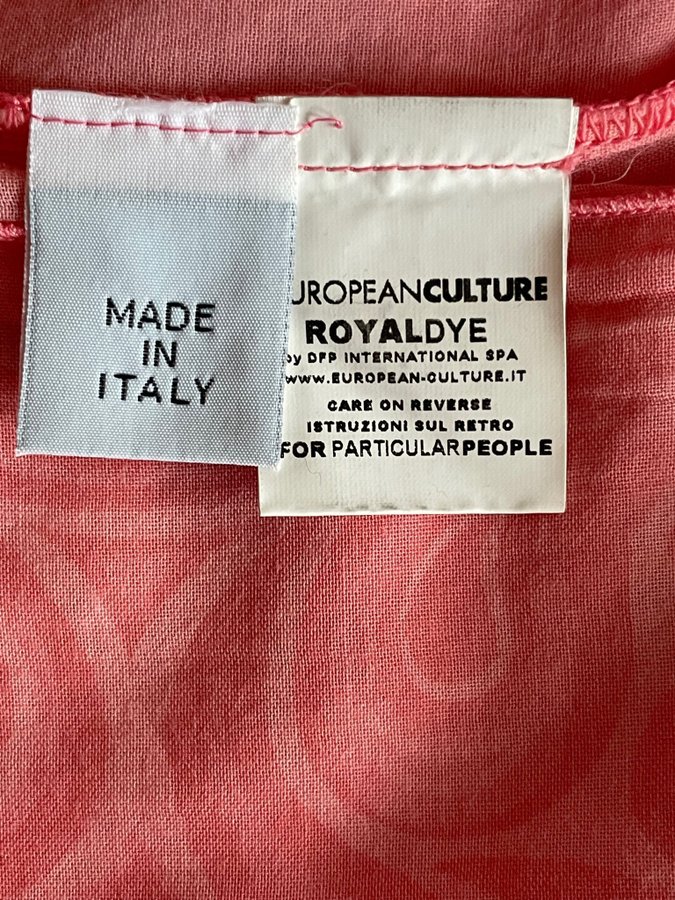 MADE
IN
ITALY
EUROPEANCULTURE
ROYALDYE
by DFP INTERNATIONAL SPA
WWW.EUROPEAN-CULTURE.IT
CARE ON REVERSE
ISTRUZIONI SUL RETRO
FOR PARTICULARPEOPLE